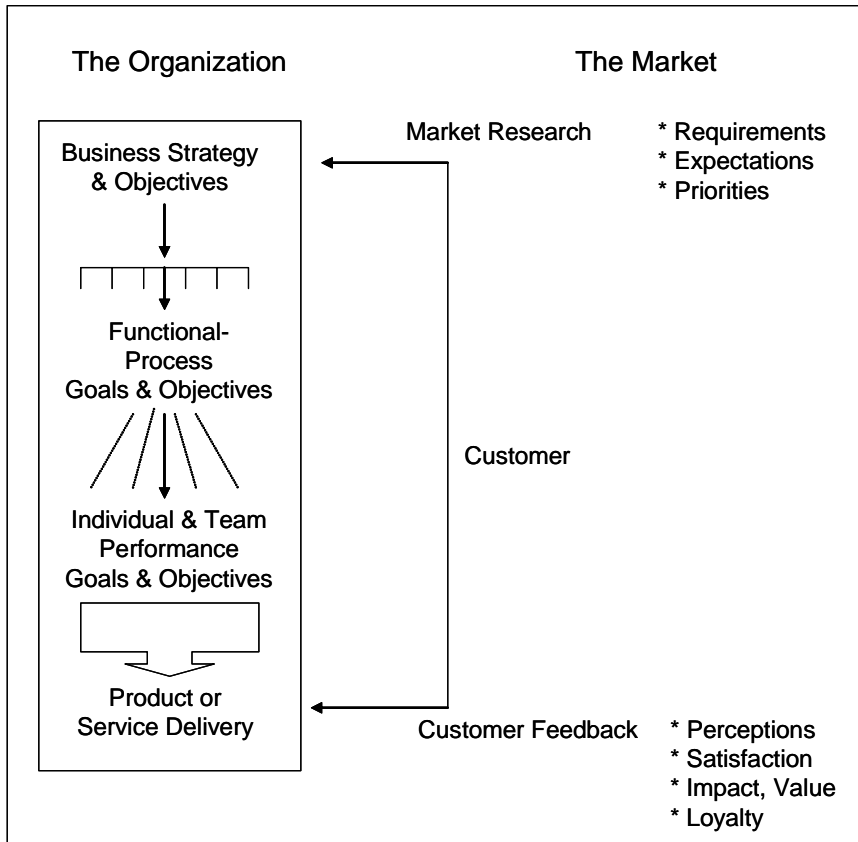 The Organization
The Market
Business Strategy
& Objectives
Functional-
Process
Goals & Objectives
Individual & Team
Performance
Goals & Objectives
Product or
Service Delivery
Market Research
* Requirements
* Expectations
* Priorities
Customer
Customer Feedback
* Perceptions
* Satisfaction
* Impact, Value
* Loyalty